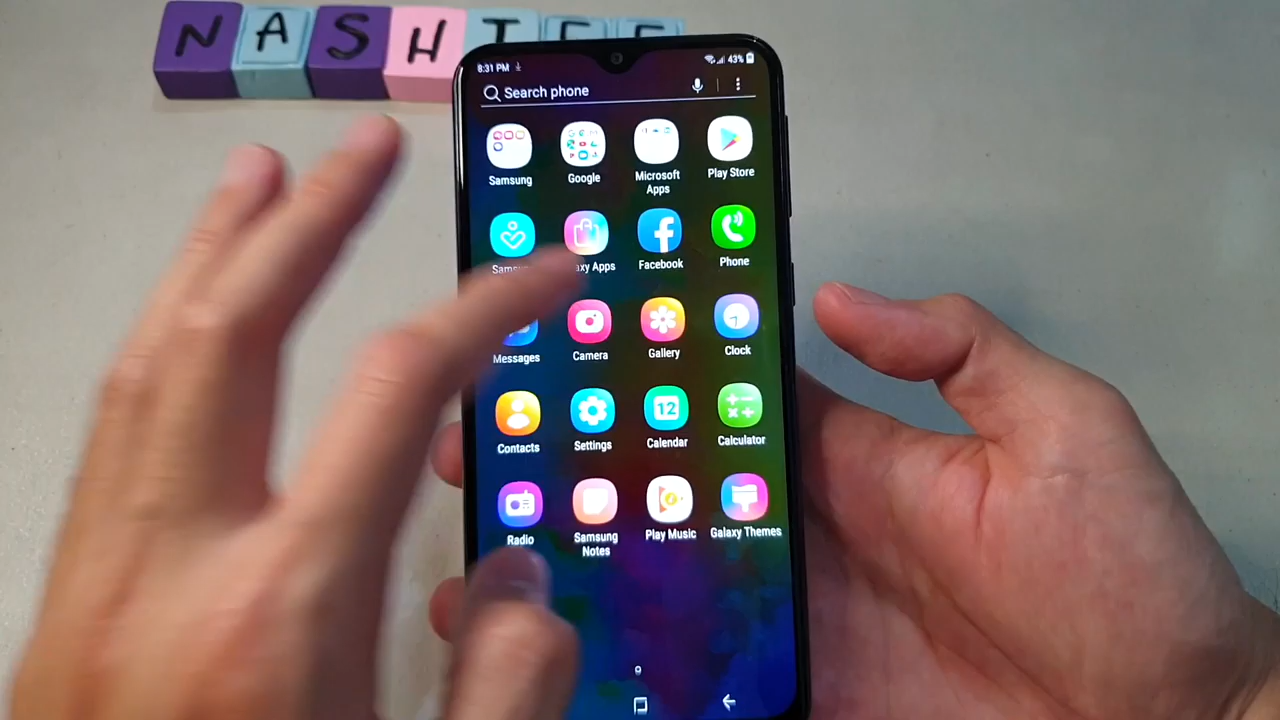 NASH
8:31 PM 43%
Search phone
Samsung Google Microsoft Apps Play Store
Facebook Phone
Apps
Messages Camera Gallery Clock
12
Contacts Settings Calendar Calculator
Radio Samsung Notes Play Music Galaxy Themes